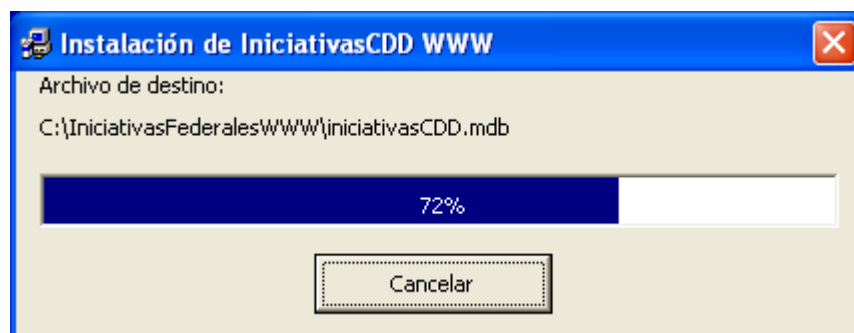 Instalación de IniciativasCDD WWW
Archivo de destino:
C:\IniciativasFederalesWWW\iniciativasCDD.mdb
72%
Cancelar